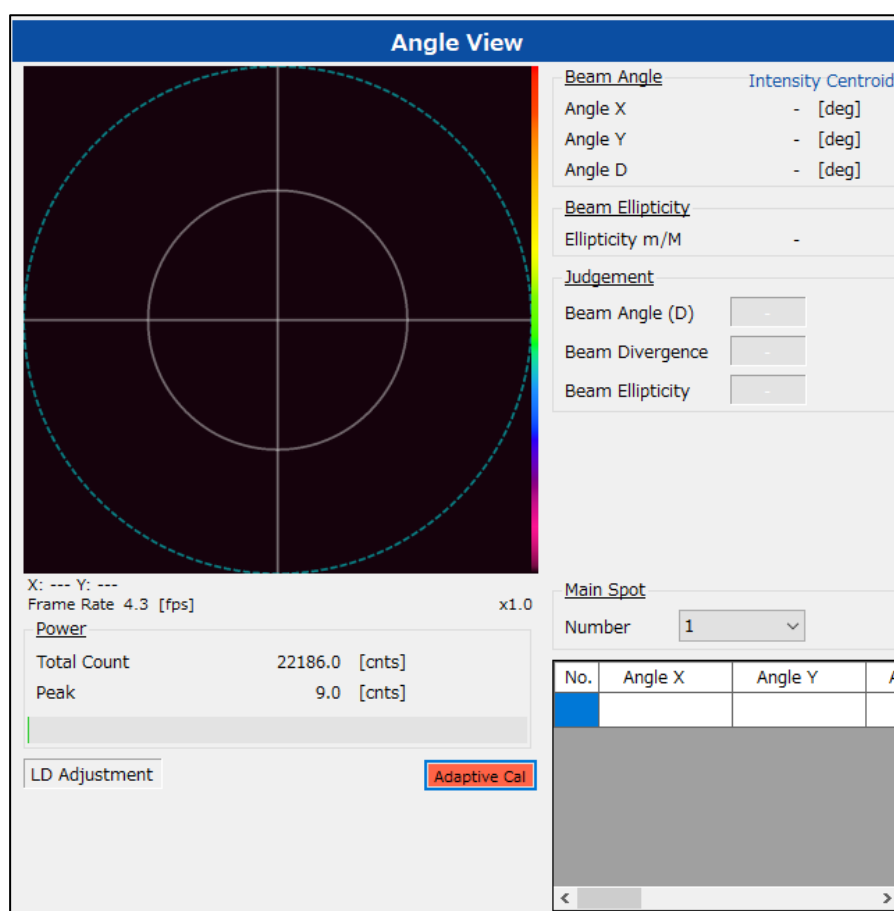 Angle View
Beam Angle Intensity Centroid
Angle X - [deg]
Angle Y - [deg]
Angle D - [deg]
Beam Ellipticity
Ellipticity m/M -
Judgement
Beam Angle (D) -
Beam Divergence -
Beam Ellipticity -
X: --- Y: ---
Frame Rate 4.3 [fps] x1.0
Power
Total Count 22186.0 [cnts]
Peak 9.0 [cnts]
LD Adjustment
Adaptive Cal
Main Spot
Number 1
No. Angle X Angle Y